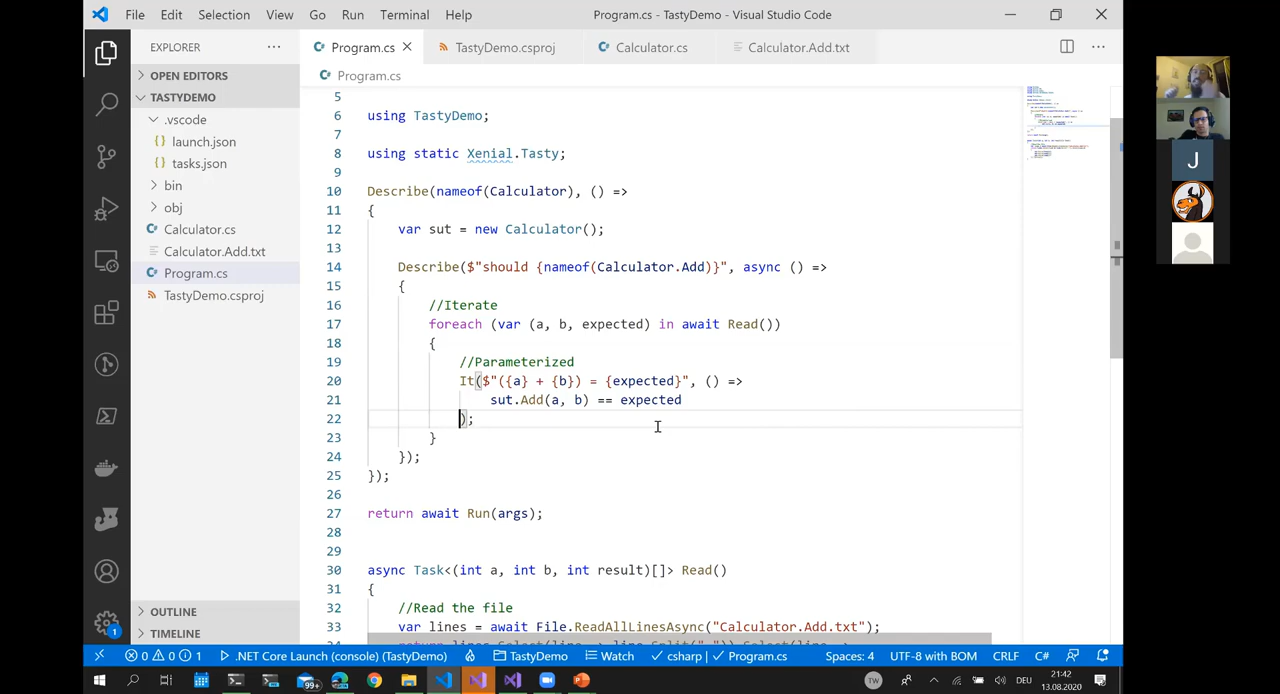 File Edit Selection View Go Run Terminal Help Program.cs - TastyDemo - Visual Studio Code
EXPLORER
OPEN EDITORS
TASTYDEMO
.vscode
launch.json
tasks.json
bin
obj
Calculator.cs
Calculator.Add.txt
Program.cs
TastyDemo.csproj
OUTLINE
TIMELINE
Program.cs TastyDemo.csproj Calculator.cs Calculator.Add.txt
Program.cs
5
6 using TastyDemo;
7
8 using static Xenial.Tasty;
9
10 Describe(nameof(Calculator), () =>
11 {
12 var sut = new Calculator();
13
14 Describe($"should {nameof(Calculator.Add)}", async () =>
15 {
16 //Iterate
17 foreach (var (a, b, expected) in await Read())
18 {
19 //Parameterized
20 It($"({a} + {b}) = {expected}", () =>
21 sut.Add(a, b) == expected
22 );
23 }
24 });
25 });
26
27 return await Run(args);
28
29
30 async Task<(int a, int b, int result)[]> Read()
31 {
32 //Read the file
33 var lines = await File.ReadAllLinesAsync("Calculator.Add.txt");
J
1
0 0 1 .NET Core Launch (console) (TastyDemo) TastyDemo Watch csharp | Program.cs Spaces: 4 UTF-8 with BOM CRLF C#
99+ TW DEU 21:42
13.08.2020